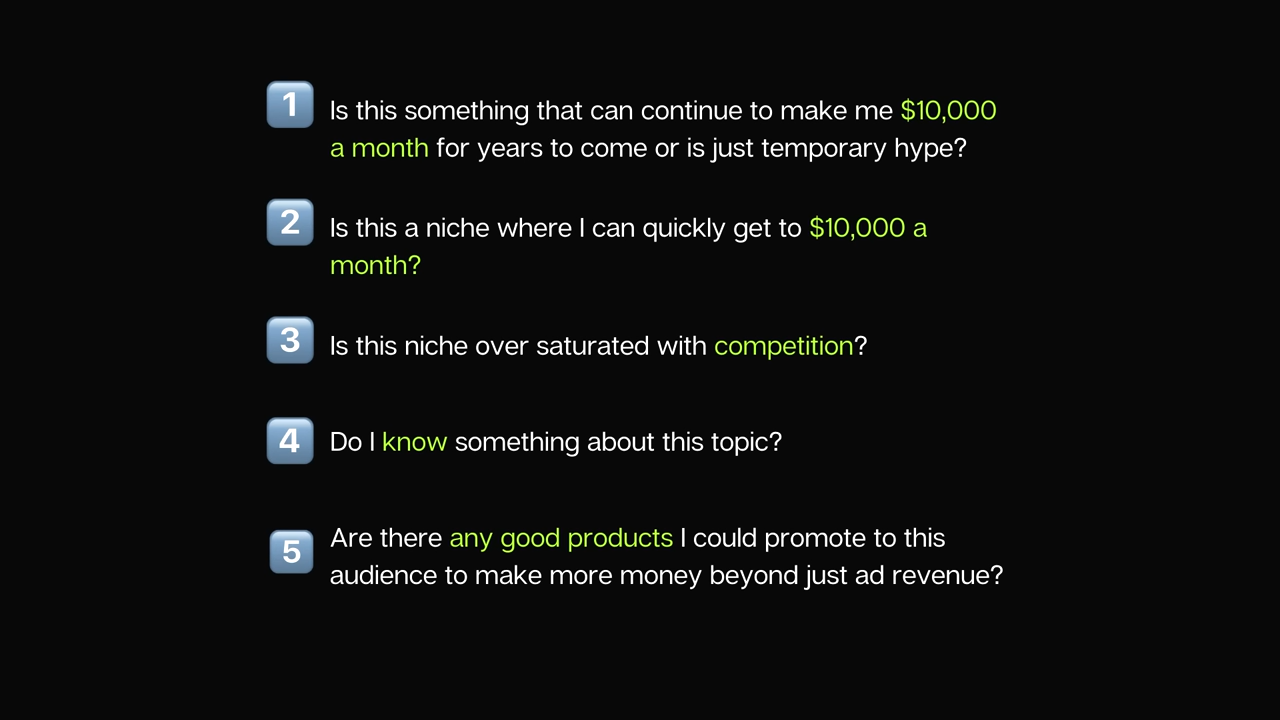 1
Is this something that can continue to make me $10,000
a month for years to come or is just temporary hype?
2
Is this a niche where I can quickly get to $10,000 a
month?
3
Is this niche over saturated with competition?
4
Do I know something about this topic?
5
Are there any good products I could promote to this
audience to make more money beyond just ad revenue?